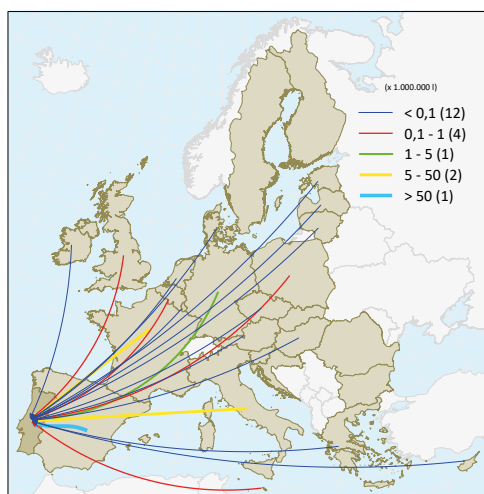 (x 1.000.000 l)
< 0,1 (12)
0,1 - 1 (4)
1 - 5 (1)
5 - 50 (2)
> 50 (1)